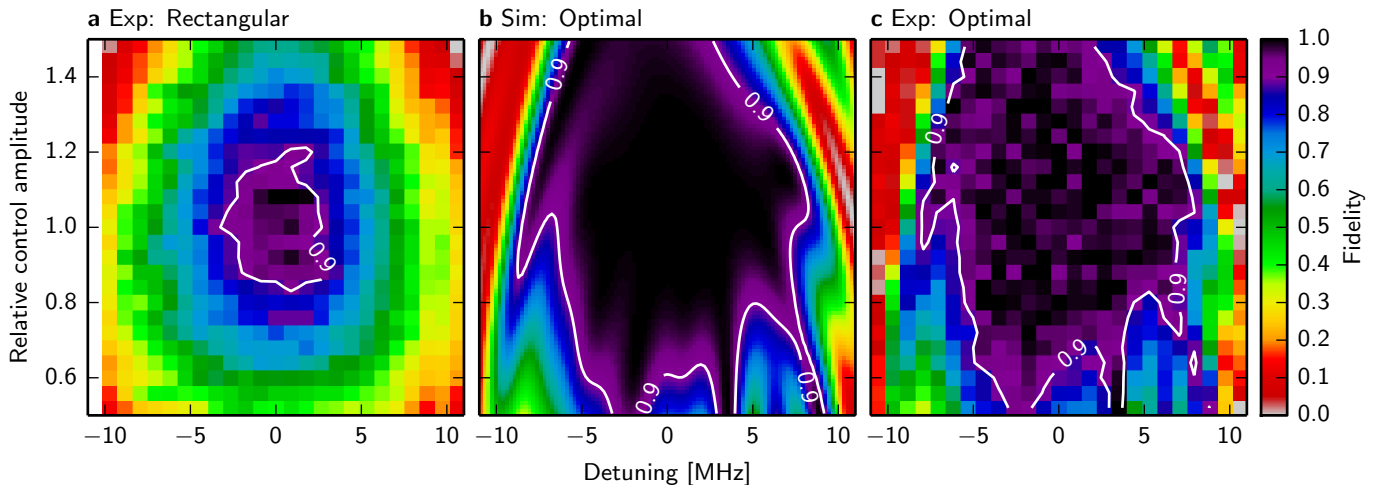 a Exp: Rectangular
b Sim: Optimal
c Exp: Optimal
Relative control amplitude
1.4
1.2
1.0
0.8
0.6
0.9
−10 −5 0 5 10
0.9
0.9
0.9
0.9
−10 −5 0 5 10
Detuning [MHz]
0.9
0.9
0.9
−10 −5 0 5 10
1.0
0.9
0.8
0.7
0.6
0.5
0.4
0.3
0.2
0.1
0.0
Fidelity